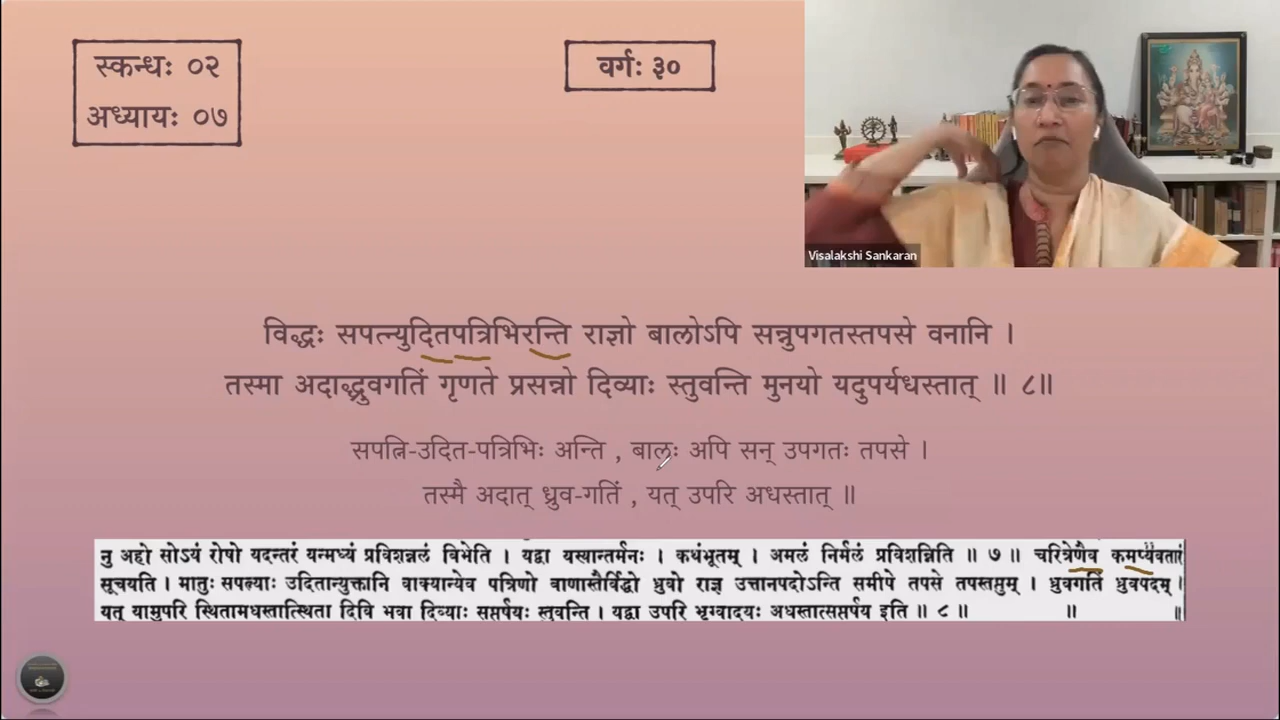 स्कन्धः ०२
अध्यायः ०७
वर्गः ३०
Visalakshi Sankaran
विद्धः सपत्न्युदितपत्रिभिरन्ति राज्ञो बालोऽपि सन्नुपगतस्तपसे वनानि ।
तस्मा अदाद्ध्रुवगतिं गृणते प्रसन्नो दिव्याः स्तुवन्ति मुनयो यदुपर्यधस्तात् ॥ ८॥
सपत्नि-उदित-पत्रिभिः अन्ति , बालः अपि सन् उपगतः तपसे ।
तस्मै अदात् ध्रुव-गतिं , यत् उपरि अधस्तात् ॥
नु अहो सोऽयं रोषो यदन्तरं यन्मध्यं प्रविशन्नलं विभेति । यद्वा यस्यान्तर्मनः । कथंभूतम् । अमलं निर्मलं प्रविशन्निति ॥ ७ ॥ चरित्रेणैव कमप्यवतारं
सूचयति । मातुः सपत्न्याः उदितान्युक्तानि वाक्यान्येव पत्रिणो बाणास्तैर्विद्धो ध्रुवो राज्ञ उत्तानपदोऽन्ति समीपे तपसे तपस्तप्तुम् । ध्रुवगतिं ध्रुवपदम् ।
यत् यामुपरि स्थितामधस्तात्स्थिता दिवि भवा दिव्याः सप्तर्षयः स्तुवन्ति । यद्वा उपरि भृग्वादयः अधस्तात्सप्तर्षय इति ॥ ८ ॥ ॥ ॥